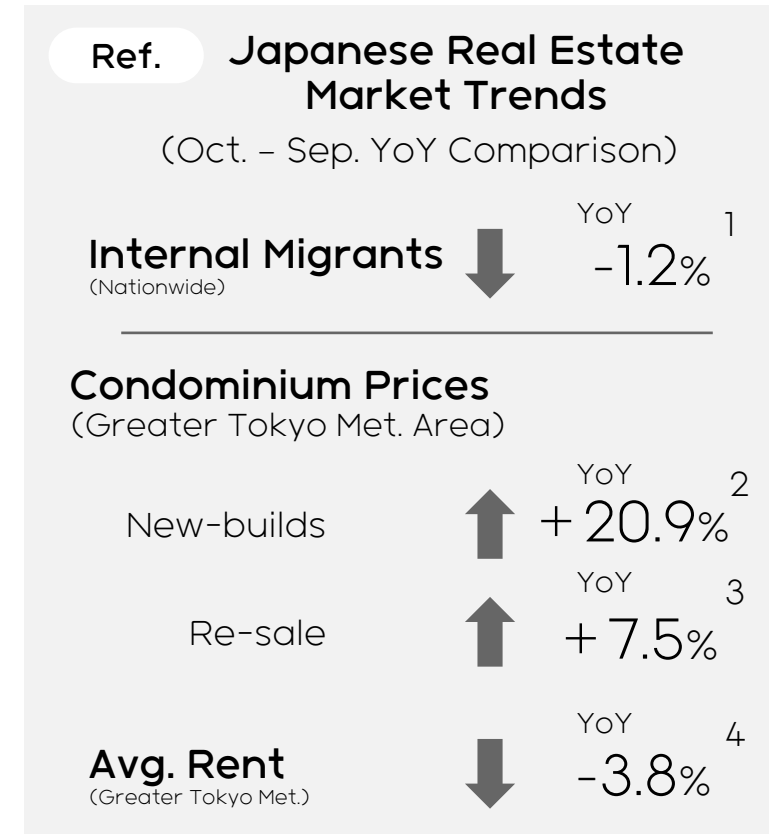 Ref.
Japanese Real Estate
Market Trends
(Oct. – Sep. YoY Comparison)
Internal Migrants
(Nationwide)
YoY
-1.2% 1
Condominium Prices
(Greater Tokyo Met. Area)
New-builds
YoY
+20.9% 2
Re-sale
YoY
+7.5% 3
Avg. Rent
(Greater Tokyo Met.)
YoY
-3.8% 4